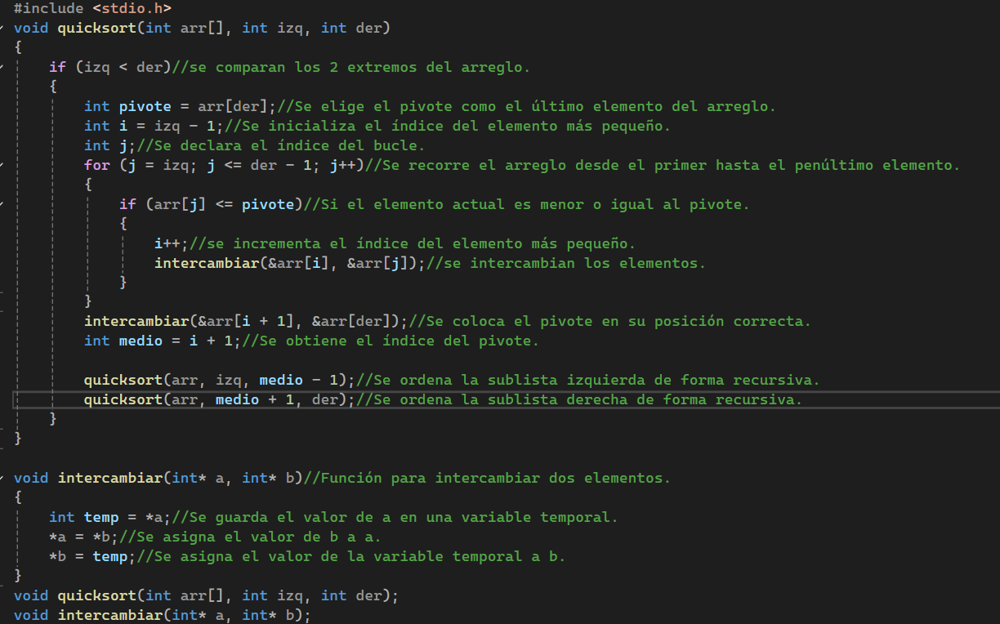 #include <stdio.h>
void quicksort(int arr[], int izq, int der)
{
    if (izq < der)//se comparan los 2 extremos del arreglo.
    {
        int pivote = arr[der];//Se elige el pivote como el último elemento del arreglo.
        int i = izq - 1;//Se inicializa el índice del elemento más pequeño.
        int j;//Se declara el índice del bucle.
        for (j = izq; j <= der - 1; j++)//Se recorre el arreglo desde el primer hasta el penúltimo elemento.
        {
            if (arr[j] <= pivote)//Si el elemento actual es menor o igual al pivote.
            {
                i++;//se incrementa el índice del elemento más pequeño.
                intercambiar(&arr[i], &arr[j]);//se intercambian los elementos.
            }
        }
        intercambiar(&arr[i + 1], &arr[der]);//Se coloca el pivote en su posición correcta.
        int medio = i + 1;//Se obtiene el índice del pivote.

        quicksort(arr, izq, medio - 1);//Se ordena la sublista izquierda de forma recursiva.
        quicksort(arr, medio + 1, der);//Se ordena la sublista derecha de forma recursiva.
    }
}

void intercambiar(int* a, int* b)//Función para intercambiar dos elementos.
{
    int temp = *a;//Se guarda el valor de a en una variable temporal.
    *a = *b;//Se asigna el valor de b a a.
    *b = temp;//Se asigna el valor de la variable temporal a b.
}
void quicksort(int arr[], int izq, int der);
void intercambiar(int* a, int* b);